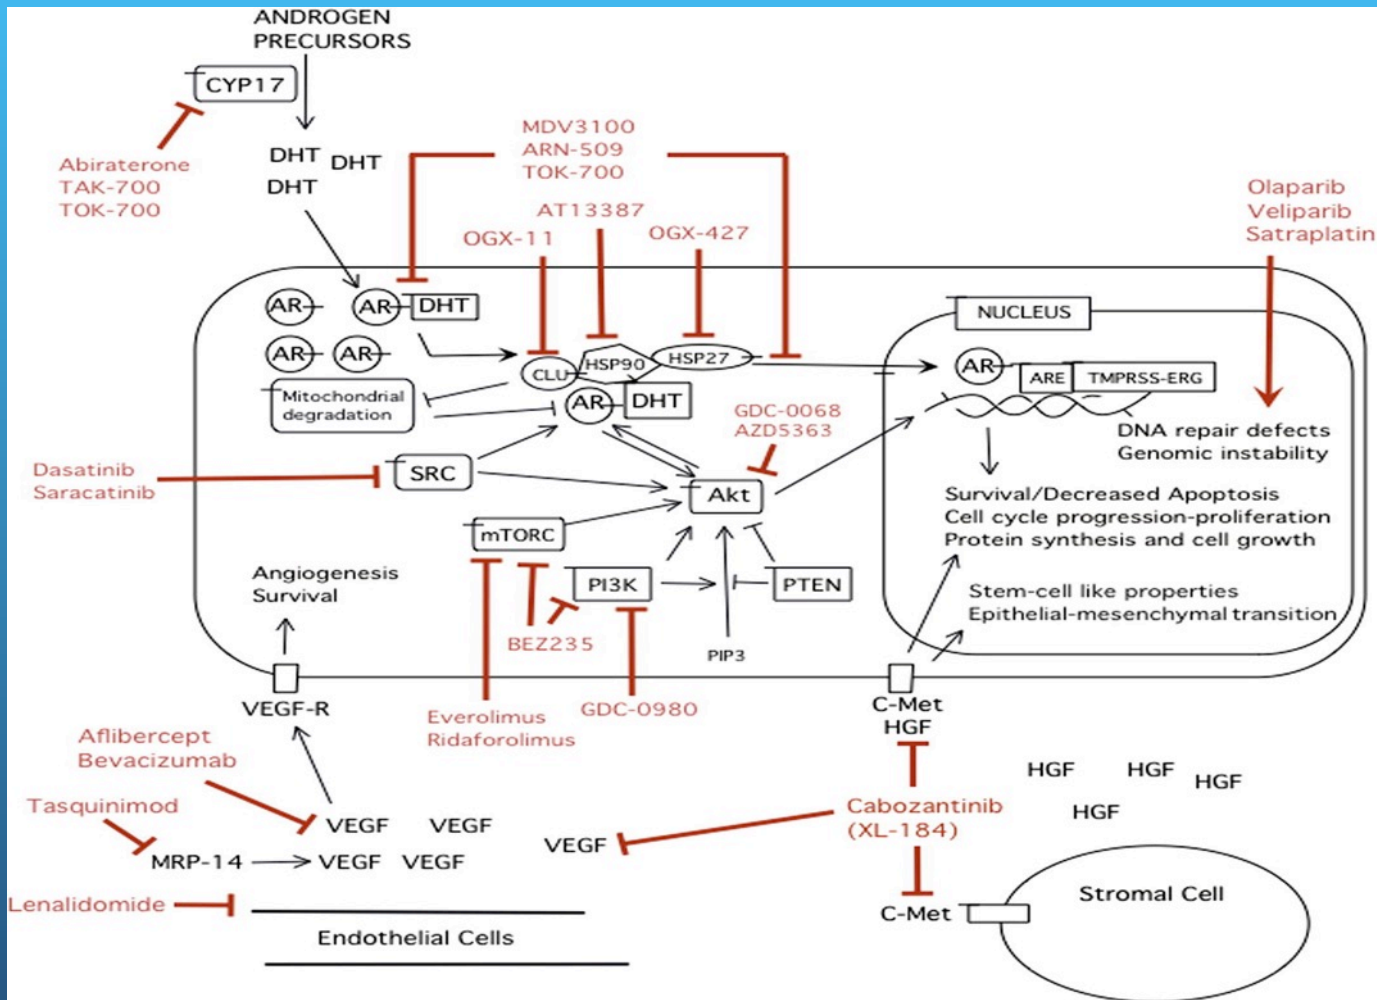 ANDROGEN
PRECURSORS
CYP17
Abiraterone
TAK-700
TOK-700
DHT
DHT
DHT
MDV3100
ARN-509
TOK-700
AT13387
OGX-11
OGX-427
Olaparib
Veliparib
Satraplatin
AR
AR
DHT
AR
AR
Mitochondrial
degradation
CLU
HSP90
HSP27
AR
DHT
NUCLEUS
AR
ARE
TMPRSS-ERG
DNA repair defects
Genomic instability
GDC-0068
AZD5363
Dasatinib
Saracatinib
SRC
Akt
mTORC
PI3K
PTEN
BEZ235
PIP3
Survival/Decreased Apoptosis
Cell cycle progression-proliferation
Protein synthesis and cell growth
Stem-cell like properties
Epithelial-mesenchymal transition
Angiogenesis
Survival
VEGF-R
Everolimus
Ridaforolimus
GDC-0980
C-Met
HGF
Aflibercept
Bevacizumab
Tasquinimod
VEGF
VEGF
VEGF
MRP-14
VEGF
VEGF
Lenalidomide
Endothelial Cells
Cabozantinib
(XL-184)
HGF
HGF
HGF
HGF
C-Met
Stromal Cell